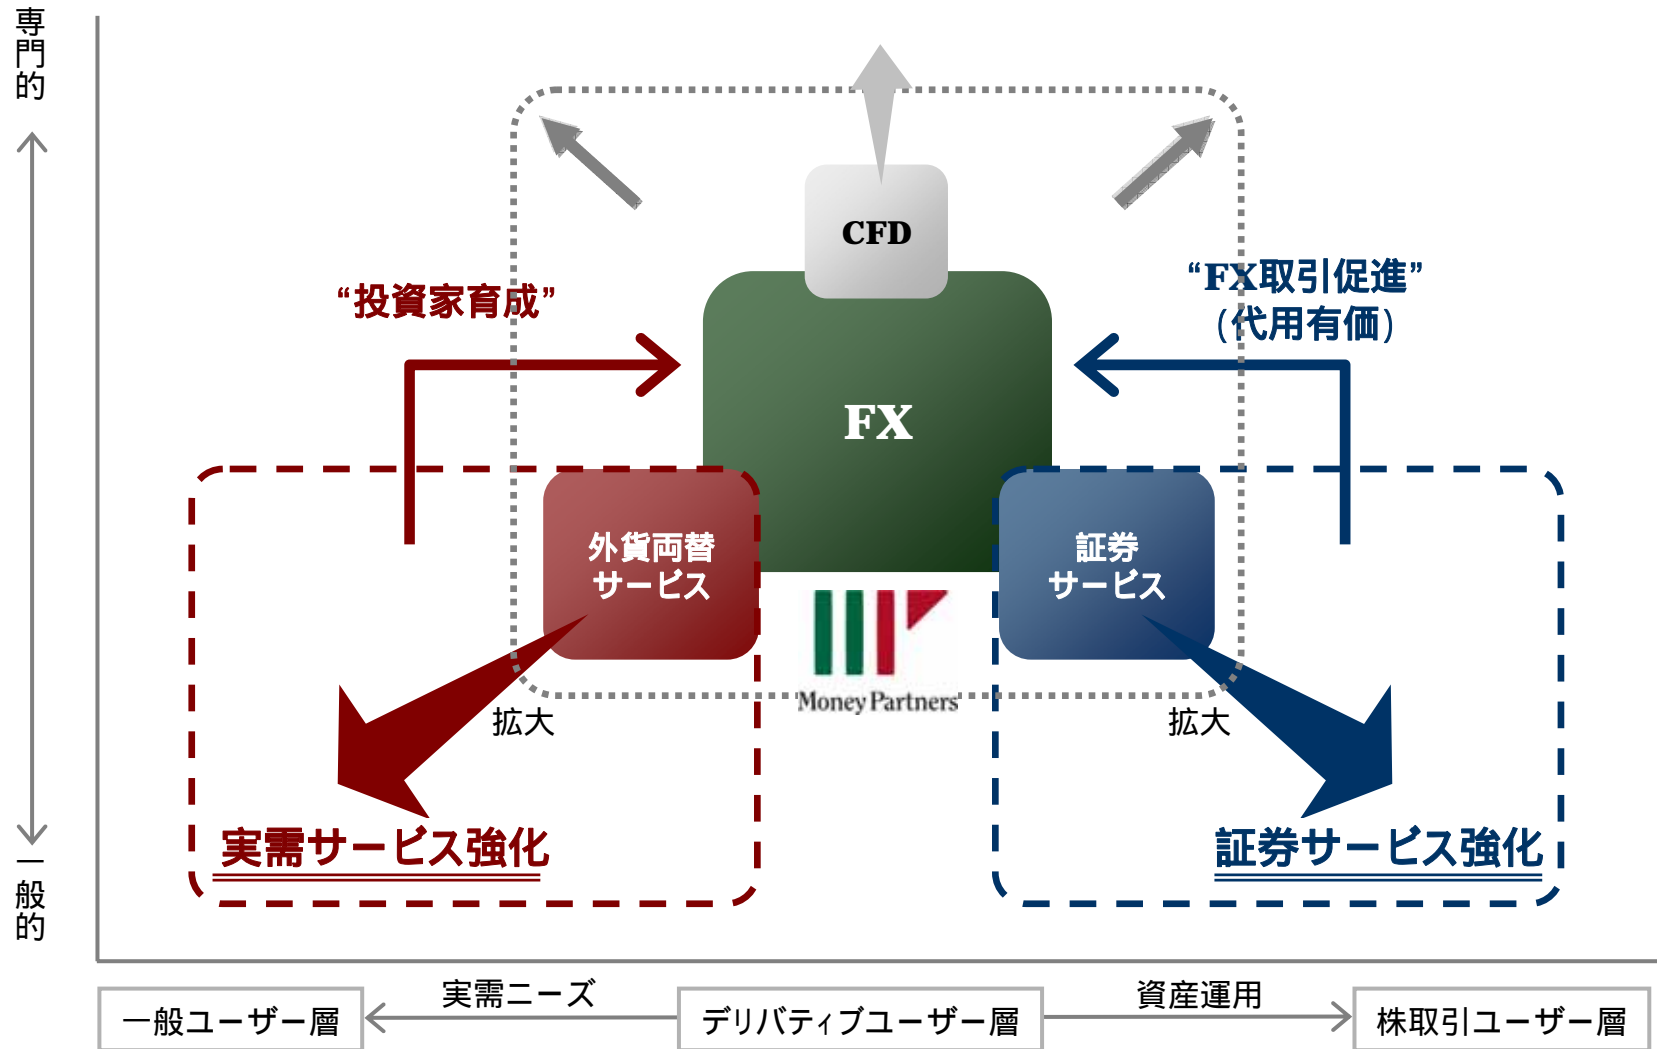 専門的
CFD
“投資家育成”
“FX取引促進”
(代用有価)
FX
外貨両替
サービス
証券
サービス
Money Partners
拡大
拡大
実需サービス強化
証券サービス強化
一般的
実需ニーズ
資産運用
一般ユーザー層
デリバティブユーザー層
株取引ユーザー層